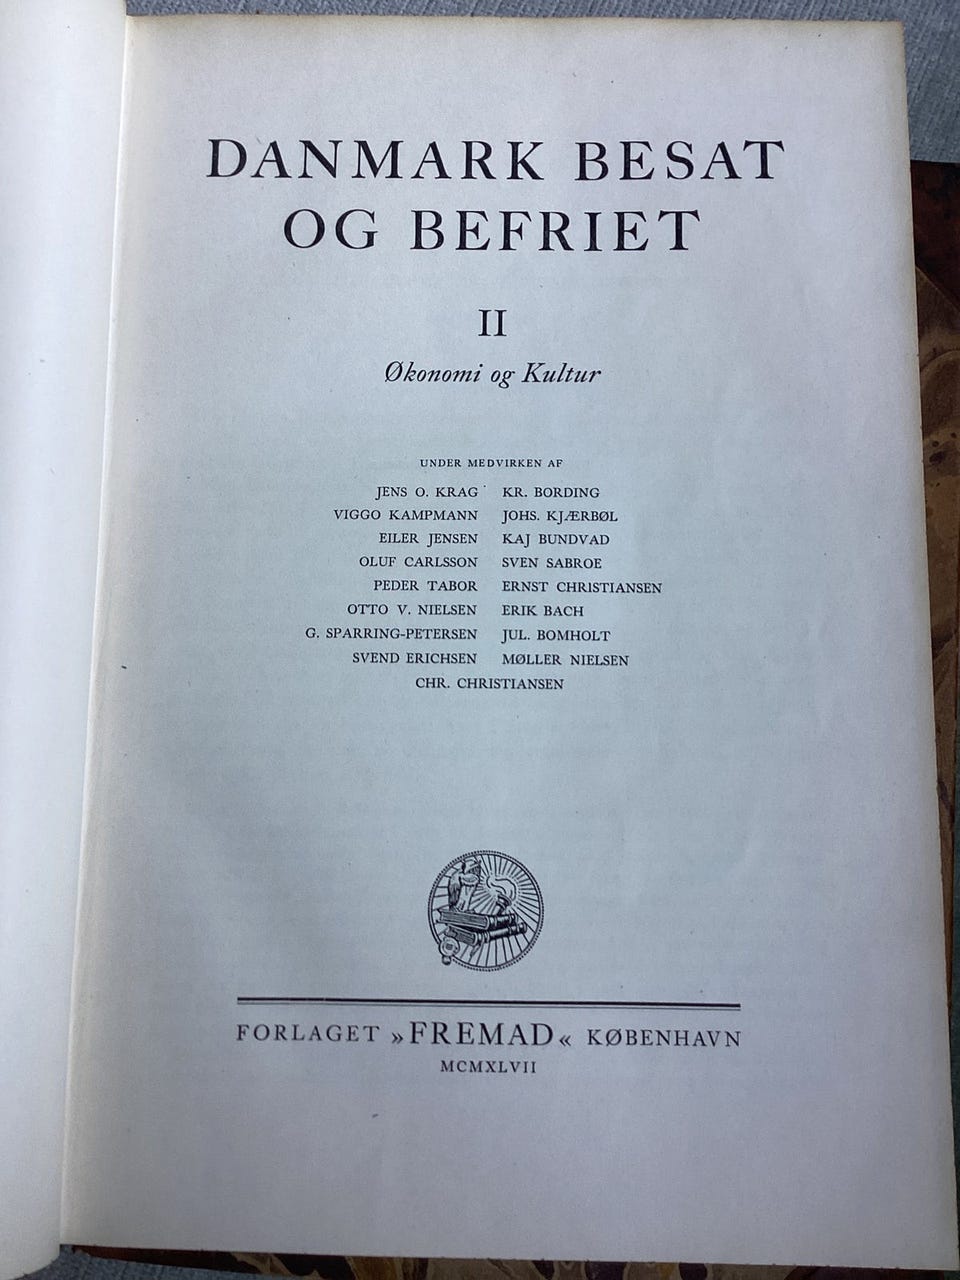 DANMARK BESAT
OG BEFRIET
II
Økonomi og Kultur
UNDER MEDVIRKEN AF
JENS O. KRAG KR. BORDING
VIGGO KAMPMANN JOHS. KJÆRBØL
EILER JENSEN KAJ BUNDVAD
OLUF CARLSSON SVEN SABROE
PEDER TABOR ERNST CHRISTIANSEN
OTTO V. NIELSEN ERIK BACH
G. SPARRING-PETERSEN JUL. BOMHOLT
SVEND ERICHSEN MØLLER NIELSEN
CHR. CHRISTIANSEN
FORLAGET »FREMAD« KØBENHAVN
MCMXLVII